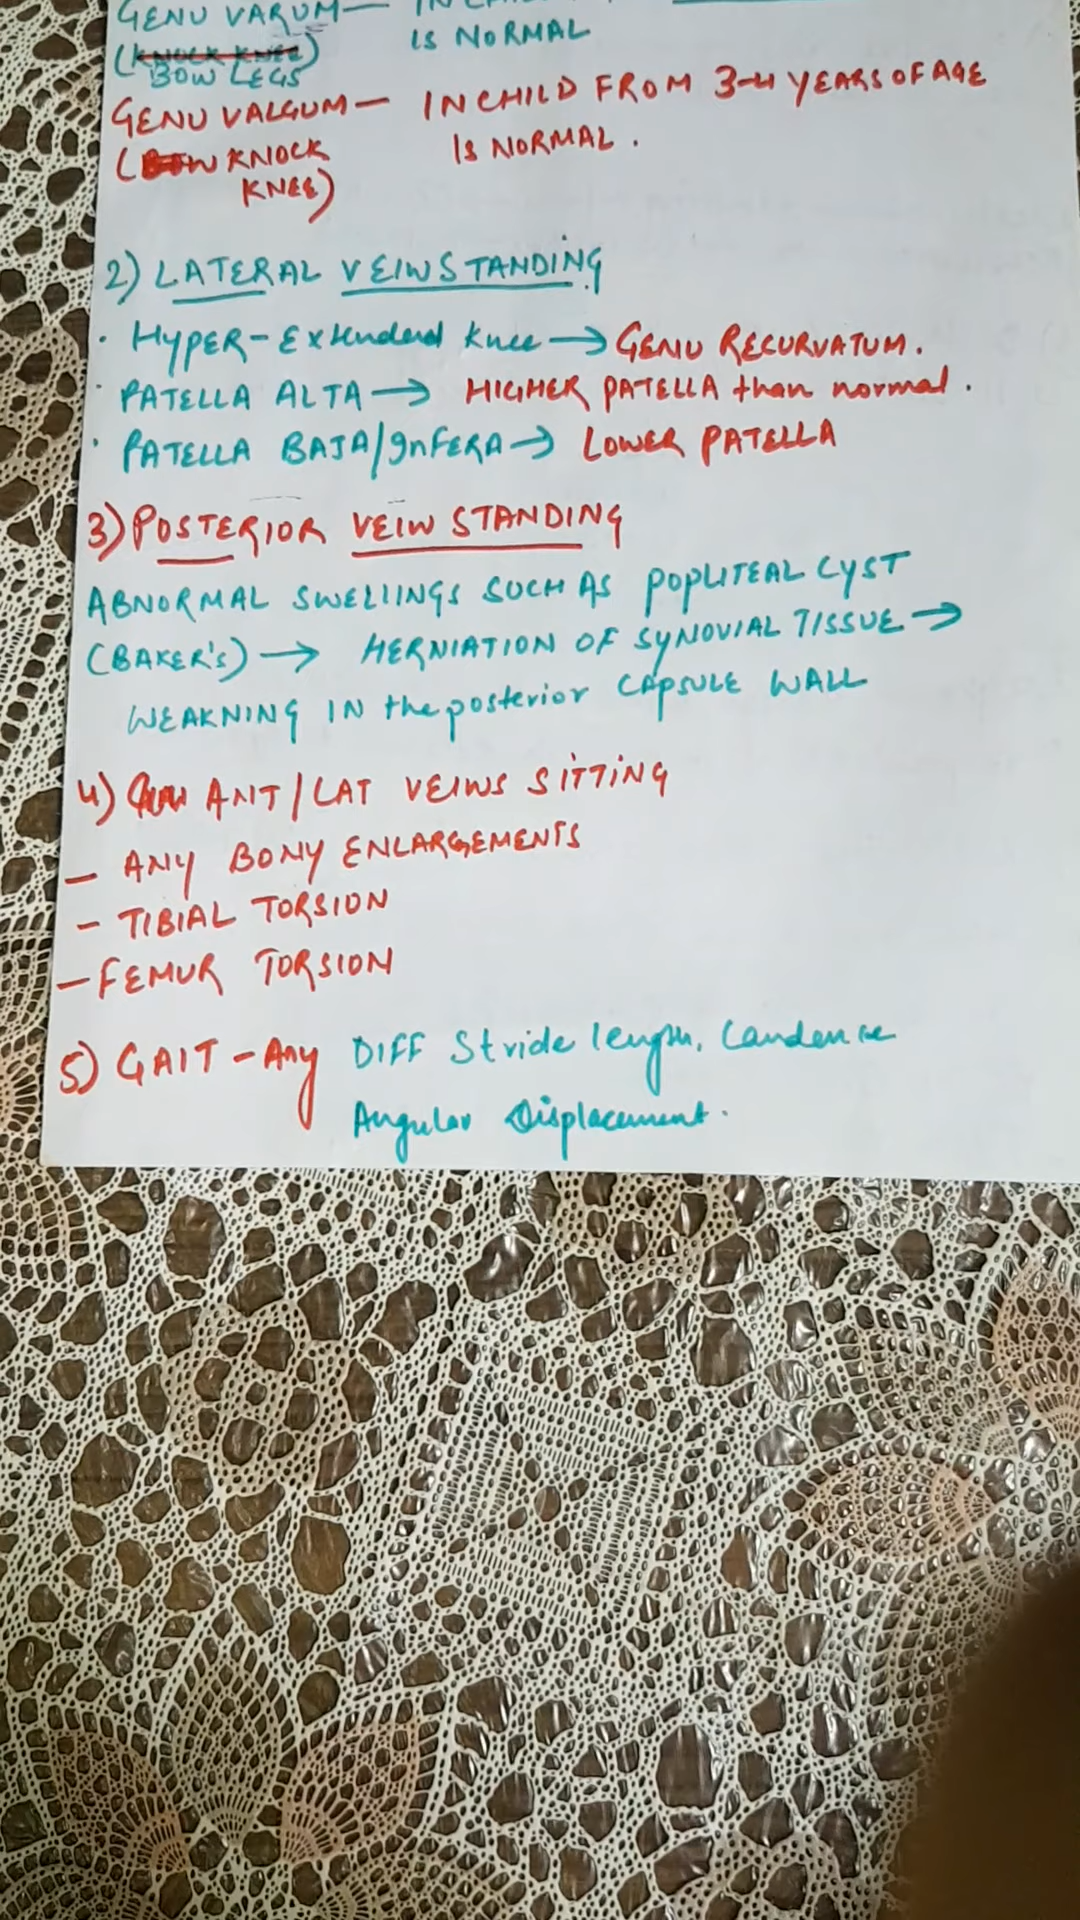 GENU VARUM—
IS NORMAL
BOW LEGS
GENU VALGUM— IN CHILD FROM 3-4 YEARS OF AGE
(KNOCK IS NORMAL.
KNEE)
2) LATERAL VEIW STANDING
• HYPER-Extended Knee → GENU RECURVATUM.
• PATELLA ALTA → HIGHER PATELLA than normal.
• PATELLA BAJA/InFERA → LOWER PATELLA
3) POSTERIOR VEIW STANDING
ABNORMAL SWELLINGS SUCH AS POPLITEAL CYST
(BAKER'S) → HERNIATION OF SYNOVIAL TISSUE →
WEAKNING IN the posterior CAPSULE WALL
4) ANT/LAT VEIWS SITTING
— ANY BONY ENLARGEMENTS
— TIBIAL TORSION
— FEMUR TORSION
5) GAIT - Any DIFF Stride length,
Angular Displacement.